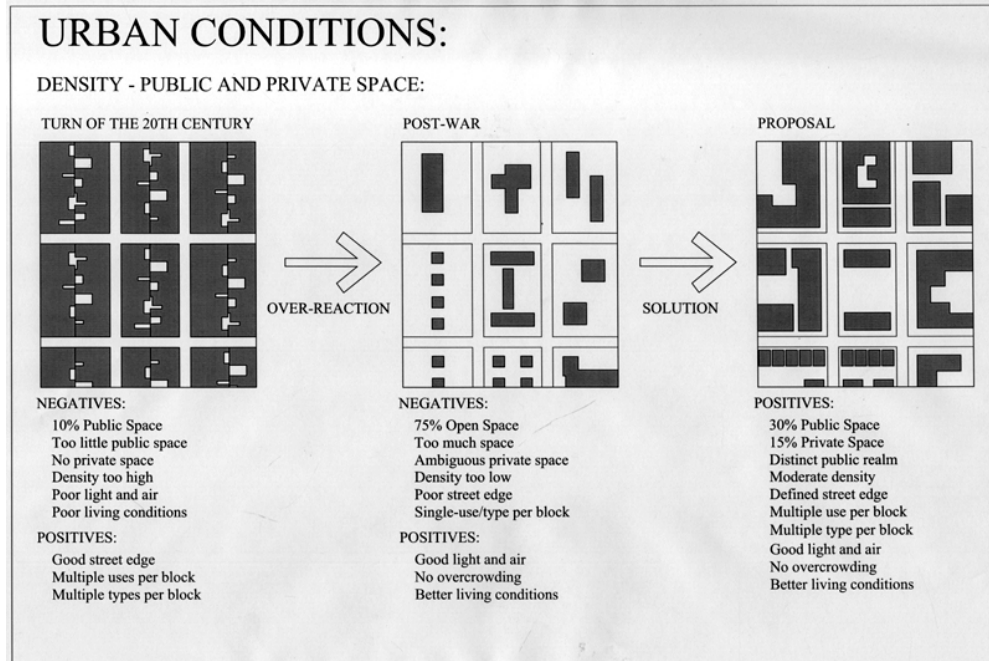 URBAN CONDITIONS:
DENSITY - PUBLIC AND PRIVATE SPACE:
TURN OF THE 20TH CENTURY
POST-WAR
PROPOSAL
OVER-REACTION
SOLUTION
NEGATIVES:
10% Public Space
Too little public space
No private space
Density too high
Poor light and air
Poor living conditions
POSITIVES:
Good street edge
Multiple uses per block
Multiple types per block
NEGATIVES:
75% Open Space
Too much space
Ambiguous private space
Density too low
Poor street edge
Single-use/type per block
POSITIVES:
Good light and air
No overcrowding
Better living conditions
POSITIVES:
30% Public Space
15% Private Space
Distinct public realm
Moderate density
Defined street edge
Multiple use per block
Multiple type per block
Good light and air
No overcrowding
Better living conditions